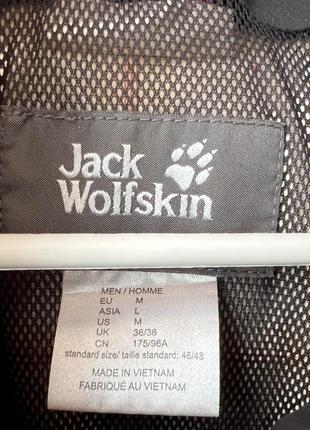 Jack
Wolfskin
MEN / HOMME
EU M
ASIA L
US M
UK 36/38
CN 175/96A
standard size/ taille standard: 46/48
MADE IN VIETNAM
FABRIQUÉ AU VIETNAM